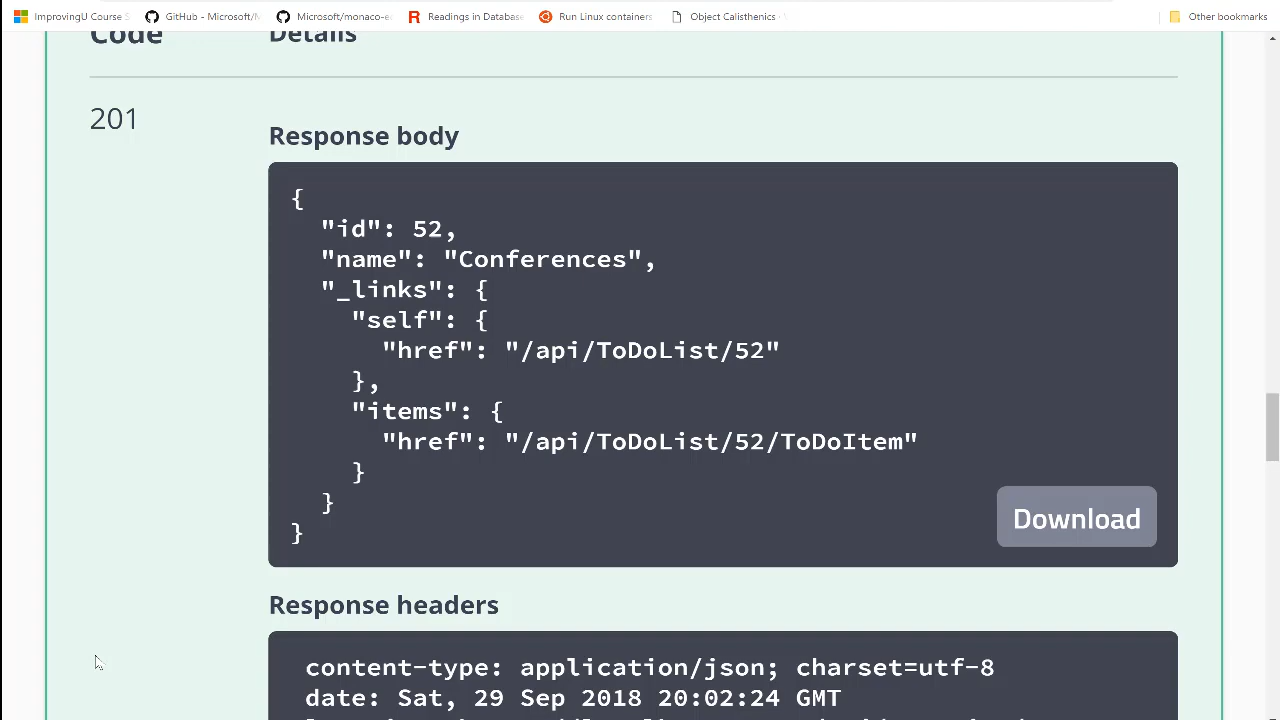 ImprovingU Course S
GitHub - Microsoft/M
Microsoft/monaco-e
Readings in Database
Run Linux containers
Object Calisthenics
Other bookmarks
Code
Details
201
Response body
{
"id": 52,
"name": "Conferences",
"_links": {
"self": {
"href": "/api/ToDoList/52"
},
"items": {
"href": "/api/ToDoList/52/ToDoItem"
}
}
}
Download
Response headers
content-type: application/json; charset=utf-8
date: Sat, 29 Sep 2018 20:02:24 GMT